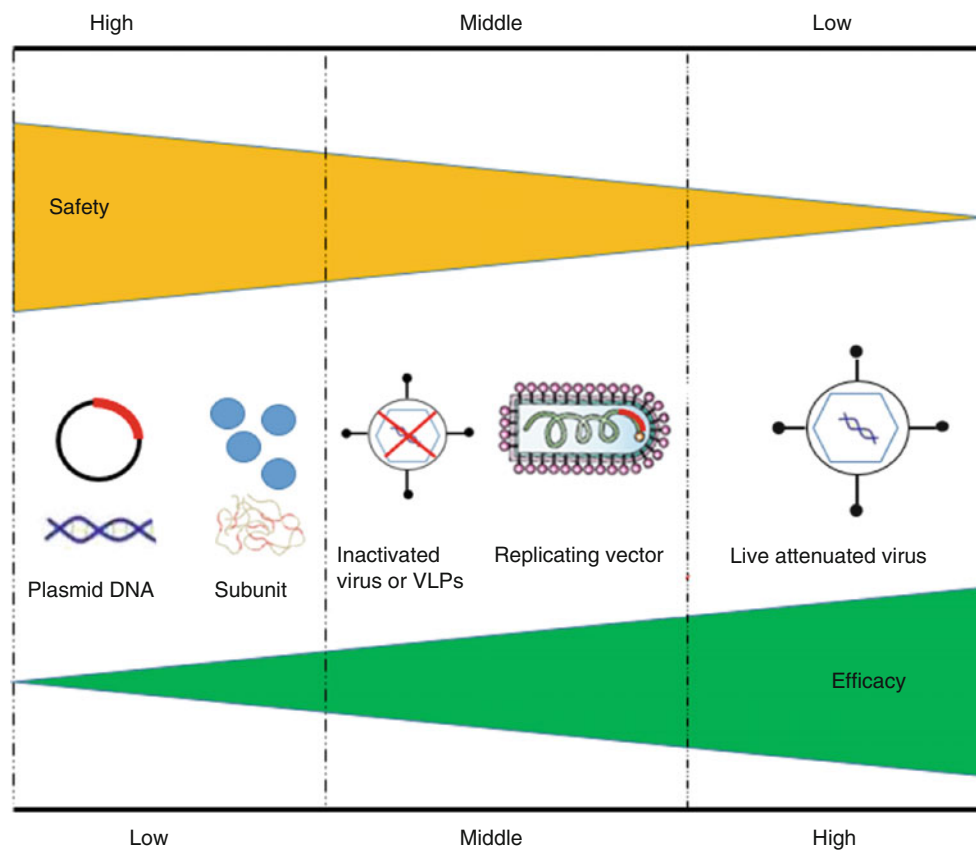 High Middle Low
Safety
Plasmid DNA
Subunit
Inactivated
virus or VLPs
Replicating vector
Live attenuated virus
Efficacy
Low Middle High